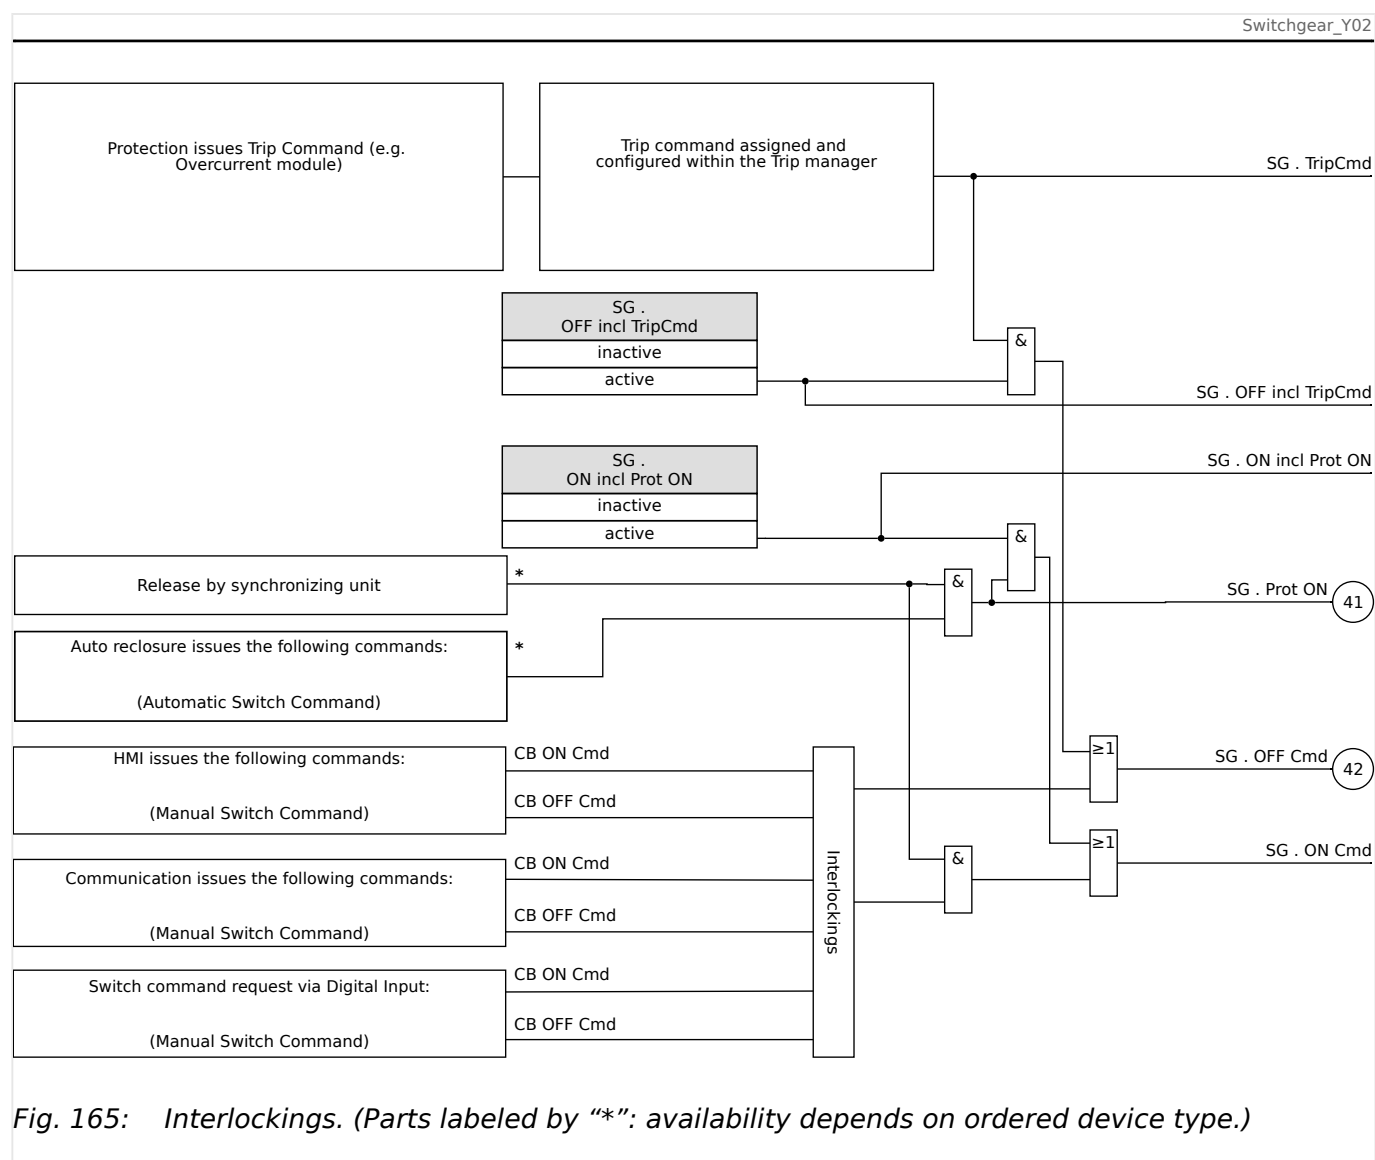 Switchgear_Y02
Protection issues Trip Command (e.g.
Overcurrent module)
Trip command assigned and
configured within the Trip manager
SG . TripCmd
SG .
OFF incl TripCmd
inactive
active
&
SG . OFF incl TripCmd
SG .
ON incl Prot ON
inactive
active
SG . ON incl Prot ON
&
Release by synchronizing unit
*
&
SG . Prot ON
41
Auto reclosure issues the following commands:
*
(Automatic Switch Command)
HMI issues the following commands:
(Manual Switch Command)
CB ON Cmd
CB OFF Cmd
≥1
SG . OFF Cmd
42
Communication issues the following commands:
(Manual Switch Command)
CB ON Cmd
CB OFF Cmd
Interlockings
&
≥1
SG . ON Cmd
Switch command request via Digital Input:
(Manual Switch Command)
CB ON Cmd
CB OFF Cmd
Fig. 165: Interlockings. (Parts labeled by “*”: availability depends on ordered device type.)